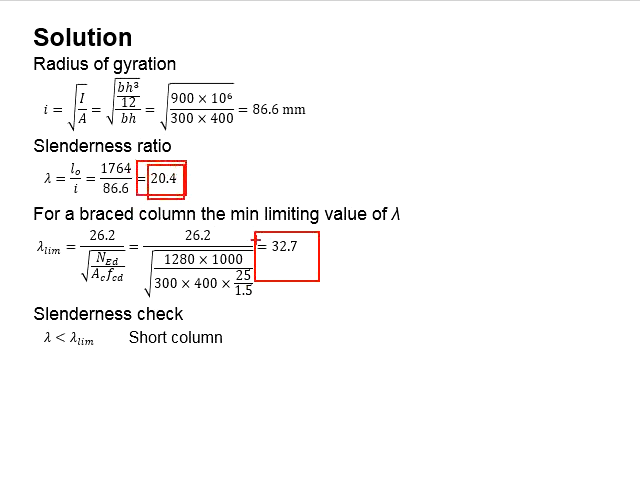 Solution
Radius of gyration
i = √(I/A) = √((bh³/12)/(bh)) = √((900 × 10⁶)/(300 × 400)) = 86.6 mm
Slenderness ratio
λ = lₒ/i = 1764/86.6 = 20.4
For a braced column the min limiting value of λ
λ_lim = 26.2/√(N_Ed/(A_c f_cd)) = 26.2/√((1280 × 1000)/(300 × 400 × 25/1.5)) = 32.7
Slenderness check
λ < λ_lim Short column